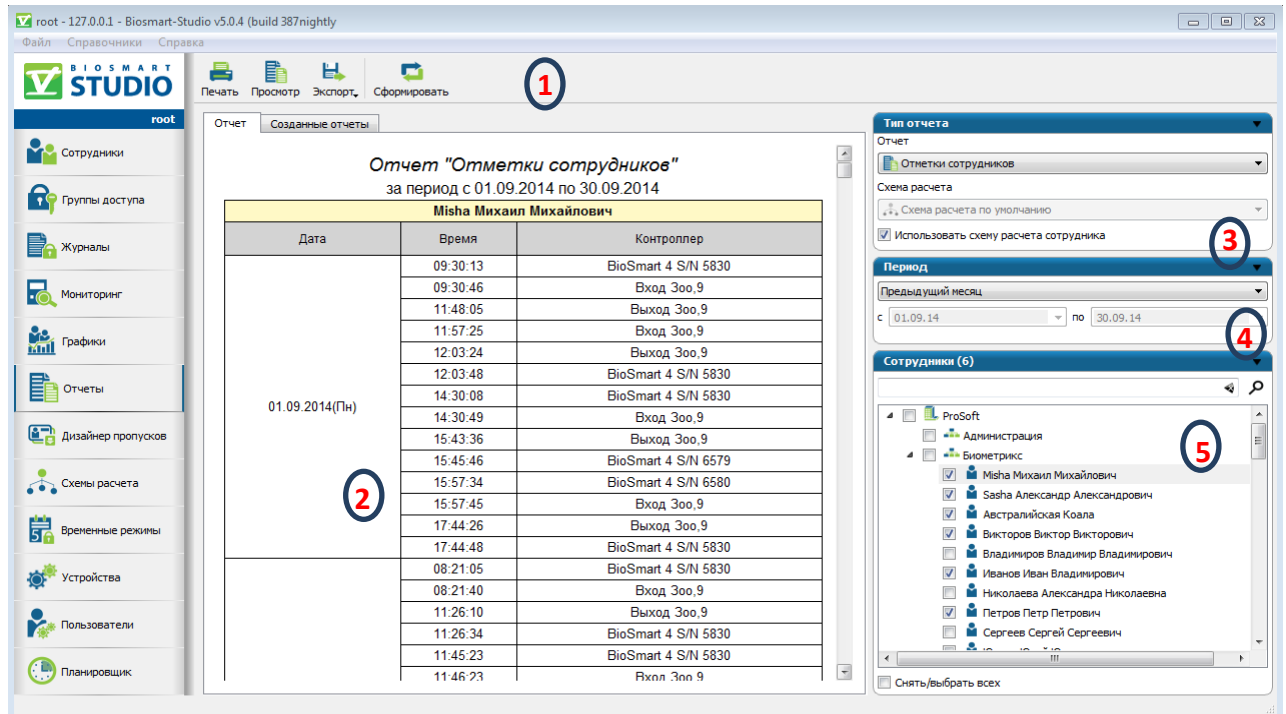 root - 127.0.0.1 - Biosmart-Studio v5.0.4 (build 387nightly
Файл Справочники Справка
BIOSMART
STUDIO
root
Сотрудники
Группы доступа
Журналы
Мониторинг
Графики
Отчеты
Дизайнер пропусков
Схемы расчета
Временные режимы
Устройства
Пользователи
Планировщик
Печать Просмотр Экспорт Сформировать
1
Отчет Созданные отчеты
Отчет "Отметки сотрудников"
за период с 01.09.2014 по 30.09.2014
Misha Михаил Михайлович
Дата Время Контроллер
01.09.2014(Пн)
09:30:13 BioSmart 4 S/N 5830
09:30:46 Вход Зоо,9
11:48:05 Выход Зоо,9
11:57:25 Вход Зоо,9
12:03:24 Выход Зоо,9
12:03:48 BioSmart 4 S/N 5830
14:30:08 BioSmart 4 S/N 5830
14:30:49 Вход Зоо,9
15:43:36 Выход Зоо,9
15:45:46 BioSmart 4 S/N 6579
15:57:34 BioSmart 4 S/N 6580
15:57:45 Вход Зоо,9
17:44:26 Выход Зоо,9
17:44:48 BioSmart 4 S/N 5830
08:21:05 BioSmart 4 S/N 5830
08:21:40 Вход Зоо,9
11:26:10 Выход Зоо,9
11:26:34 BioSmart 4 S/N 5830
11:45:23 BioSmart 4 S/N 5830
11:46:23 Вход Зоо,9
2
Тип отчета
Отчет
Отметки сотрудников
Схема расчета
Схема расчета по умолчанию
Использовать схему расчета сотрудника
3
Период
Предыдущий месяц
с 01.09.14 по 30.09.14
4
Сотрудники (6)
ProSoft
Администрация
Биометрикс
5
Misha Михаил Михайлович
Sasha Александр Александрович
Австралийская Коала
Викторов Виктор Викторович
Владимиров Владимир Владимирович
Иванов Иван Владимирович
Николаева Александра Николаевна
Петров Петр Петрович
Сергеев Сергей Сергеевич
Снять/выбрать всех